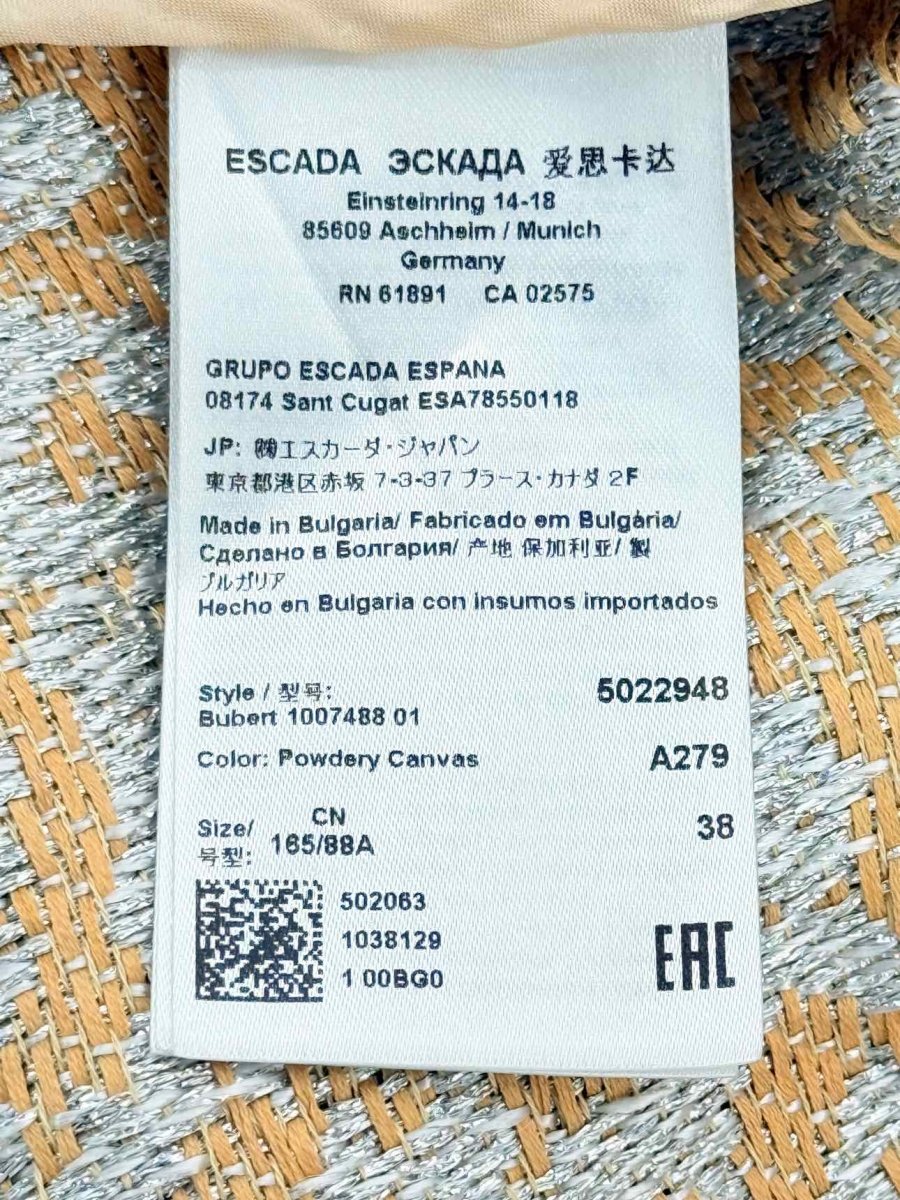 ESCADA ЭСКАДА 爱思卡达
Einsteinring 14-18
85609 Aschheim / Munich
Germany
RN 61891 CA 02575
GRUPO ESCADA ESPANA
08174 Sant Cugat ESA78550118
JP: ㈱エスカーダ・ジャパン
東京都港区赤坂 7-3-37 プラース・カナダ 2F
Made in Bulgaria/ Fabricado em Bulgária/
Сделано в Болгария/ 产地 保加利亚/ 製
ブルガリア
Hecho en Bulgaria con insumos importados
Style / 型号: 5022948
Bubert 1007488 01
Color: Powdery Canvas A279
CN
Size/ 38
号型: 165/88A
502063
1038129
1 00BG0
EAC